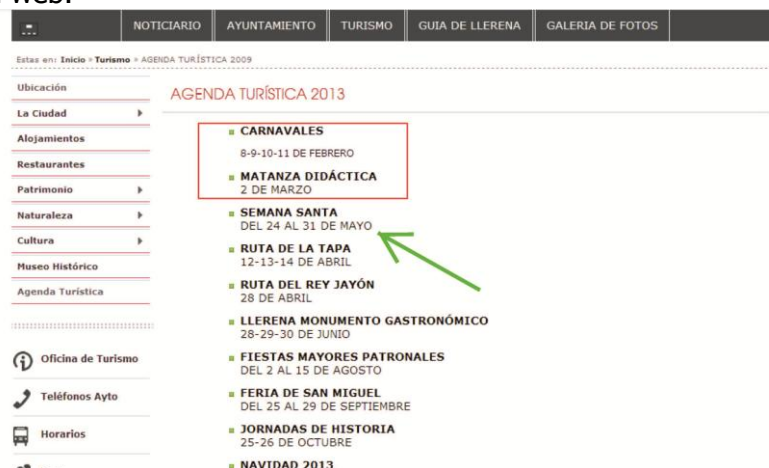 web.
NOTICIARIO AYUNTAMIENTO TURISMO GUIA DE LLERENA GALERIA DE FOTOS
Estas en: Inicio » Turismo » AGENDA TURÍSTICA 2009
Ubicación
La Ciudad
Alojamientos
Restaurantes
Patrimonio
Naturaleza
Cultura
Museo Histórico
Agenda Turística
Oficina de Turismo
Teléfonos Ayto
Horarios
AGENDA TURÍSTICA 2013
CARNAVALES
8-9-10-11 DE FEBRERO
MATANZA DIDÁCTICA
2 DE MARZO
SEMANA SANTA
DEL 24 AL 31 DE MAYO
RUTA DE LA TAPA
12-13-14 DE ABRIL
RUTA DEL REY JAYÓN
28 DE ABRIL
LLERENA MONUMENTO GASTRONÓMICO
28-29-30 DE JUNIO
FIESTAS MAYORES PATRONALES
DEL 2 AL 15 DE AGOSTO
FERIA DE SAN MIGUEL
DEL 25 AL 29 DE SEPTIEMBRE
JORNADAS DE HISTORIA
25-26 DE OCTUBRE
NAVIDAD 2013